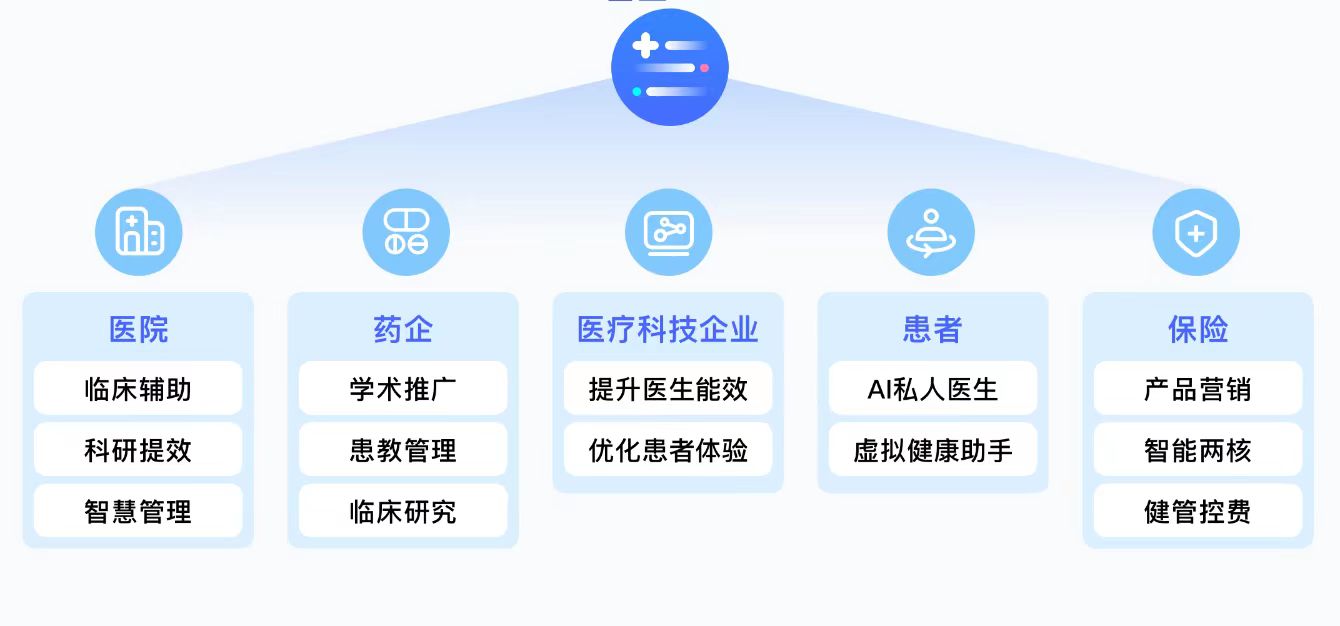 医院
临床辅助
科研提效
智慧管理
药企
学术推广
患教管理
临床研究
医疗科技企业
提升医生能效
优化患者体验
患者
AI私人医生
虚拟健康助手
保险
产品营销
智能两核
健管控费